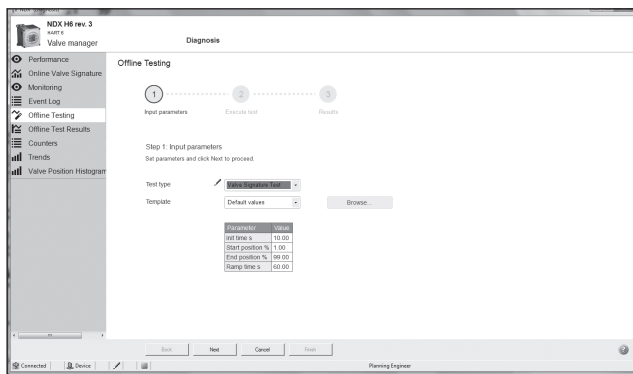 NDX H6 rev. 3
HART 6
Valve manager
Diagnosis
Performance
Online Valve Signature
Monitoring
Event Log
Offline Testing
Offline Test Results
Counters
Trends
Valve Position Histogram
Offline Testing
1
2
3
Input parameters
Execute test
Results
Step 1: Input parameters
Set parameters and click Next to proceed.
Test type
Valve Signature Test
Template
Default values
Browse...
Parameter Value
Init time s 10.00
Start position % 1.00
End position % 99.00
Ramp time s 60.00
Back
Next
Cancel
Finish
Connected
Device
Planning Engineer